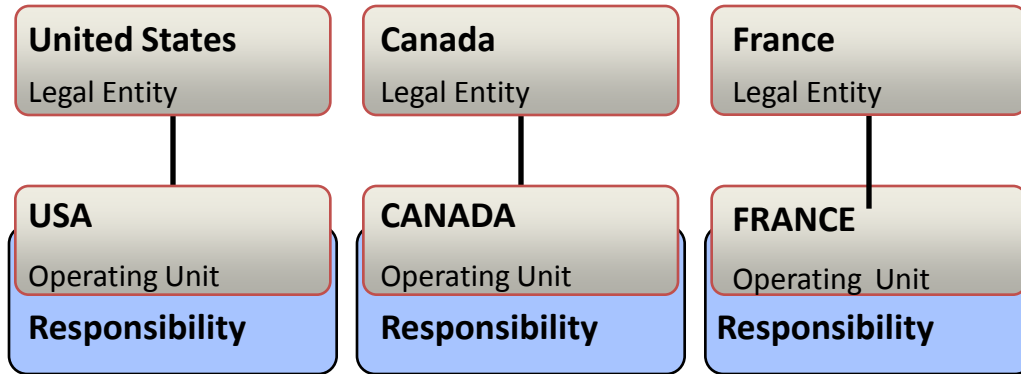 United States
Legal Entity
Canada
Legal Entity
France
Legal Entity
USA
Operating Unit
Responsibility
CANADA
Operating Unit
Responsibility
FRANCE
Operating  Unit
Responsibility